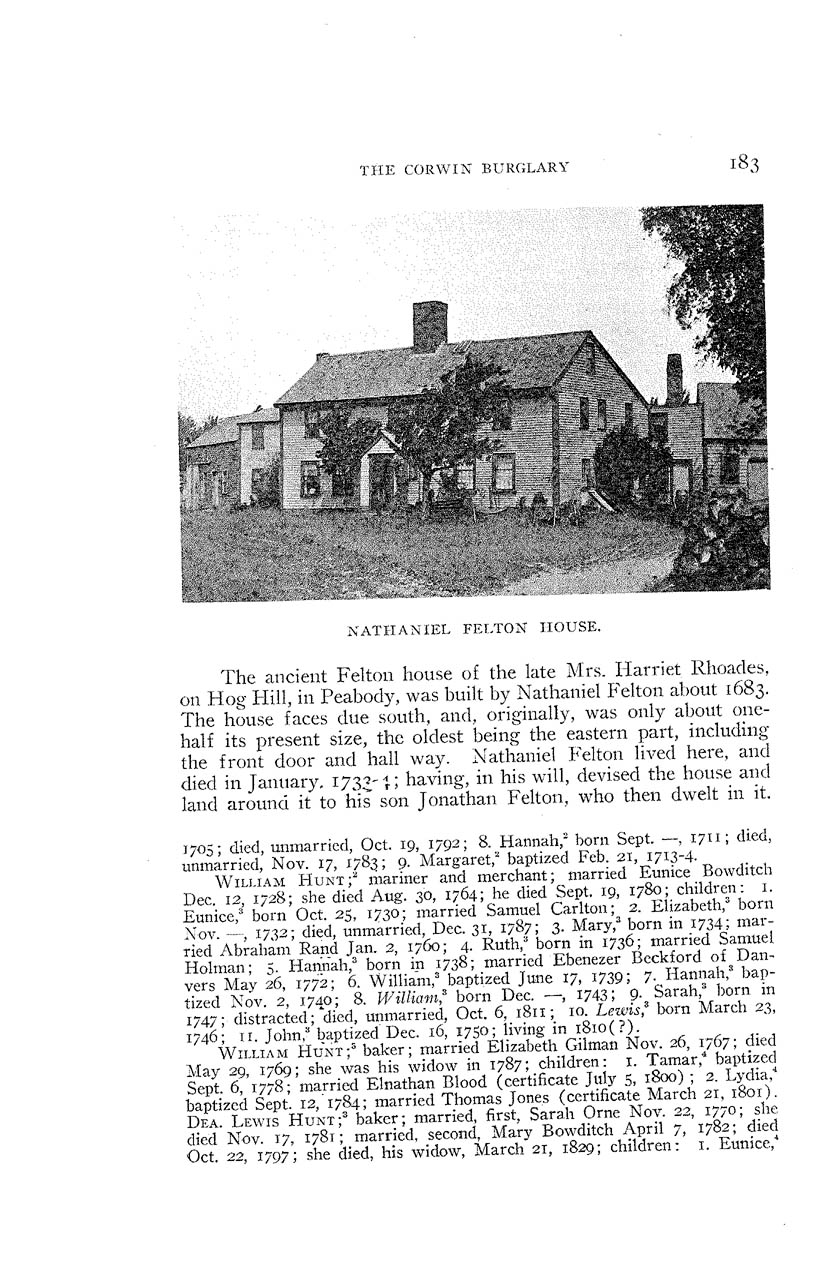 THE CORWIN BURGLARY 183
NATHANIEL FELTON HOUSE.
The ancient Felton house of the late Mrs. Harriet Rhoades,
on Hog Hill, in Peabody, was built by Nathaniel Felton about 1683.
The house faces due south, and, originally, was only about one-
half its present size, the oldest being the eastern part, including
the front door and hall way. Nathaniel Felton lived here, and
died in January, 1733-4; having, in his will, devised the house and
land around it to his son Jonathan Felton, who then dwelt in it.
1705; died, unmarried, Oct. 19, 1792; 8. Hannah,² born Sept. —, 1711; died,
unmarried, Nov. 17, 1783; 9. Margaret,² baptized Feb. 21, 1713-4.
WILLIAM HUNT;² mariner and merchant; married Eunice Bowditch
Dec. 12, 1728; she died Aug. 30, 1764; he died Sept. 19, 1780; children: 1.
Eunice,³ born Oct. 25, 1730; married Samuel Carlton; 2. Elizabeth,³ born
Nov. —, 1732; died, unmarried, Dec. 31, 1787; 3. Mary,³ born in 1734; mar-
ried Abraham Rand Jan. 2, 1760; 4. Ruth,³ born in 1736; married Samuel
Holman; 5. Hannah,³ born in 1738; married Ebenezer Beckford of Dan-
vers May 26, 1772; 6. William,³ baptized June 17, 1739; 7. Hannah,³ bap-
tized Nov. 2, 1740; 8. William,³ born Dec. —, 1743; 9. Sarah,³ born in
1747; distracted; died, unmarried, Oct. 6, 1811; 10. Lewis,³ born March 23,
1746; 11. John,³ baptized Dec. 16, 1750; living in 1810(?).
WILLIAM HUNT;³ baker; married Elizabeth Gilman Nov. 26, 1767; died
May 29, 1769; she was his widow in 1787; children: 1. Tamar,⁴ baptized
Sept. 6, 1778; married Elnathan Blood (certificate July 5, 1800); 2. Lydia,⁴
baptized Sept. 12, 1784; married Thomas Jones (certificate March 21, 1801).
DEA. LEWIS HUNT;³ baker; married, first, Sarah Orne Nov. 22, 1770; she
died Nov. 17, 1781; married, second, Mary Bowditch April 7, 1782; died
Oct. 22, 1797; she died, his widow, March 21, 1829; children: 1. Eunice,⁴